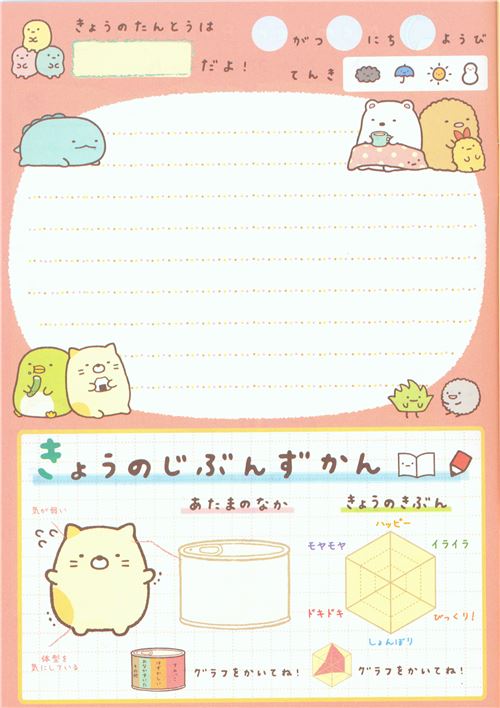 きょうのたんとうは
だよ!
がつ にち ようび
てんき
きょうのじぶんずかん
気が弱い
あたまのなか
きょうのきぶん
ハッピー
モヤモヤ
イライラ
ドキドキ
びっくり!
しょんぼり
体型を
気にしている
グラフをかいてね!
グラフをかいてね!